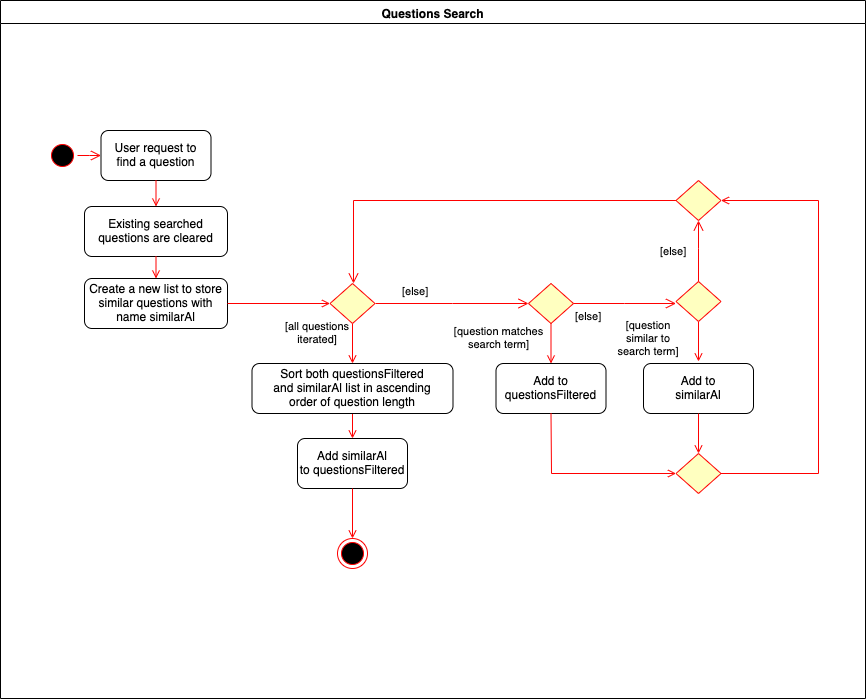 Questions Search
User request to
find a question
Existing searched
questions are cleared
Create a new list to store
similar questions with
name similarAl
[all questions
iterated]
[else]
Sort both questionsFiltered
and similarAl list in ascending
order of question length
Add similarAl
to questionsFiltered
[question matches
search term]
[else]
Add to
questionsFiltered
[question
similar to
search term]
[else]
Add to
similarAl